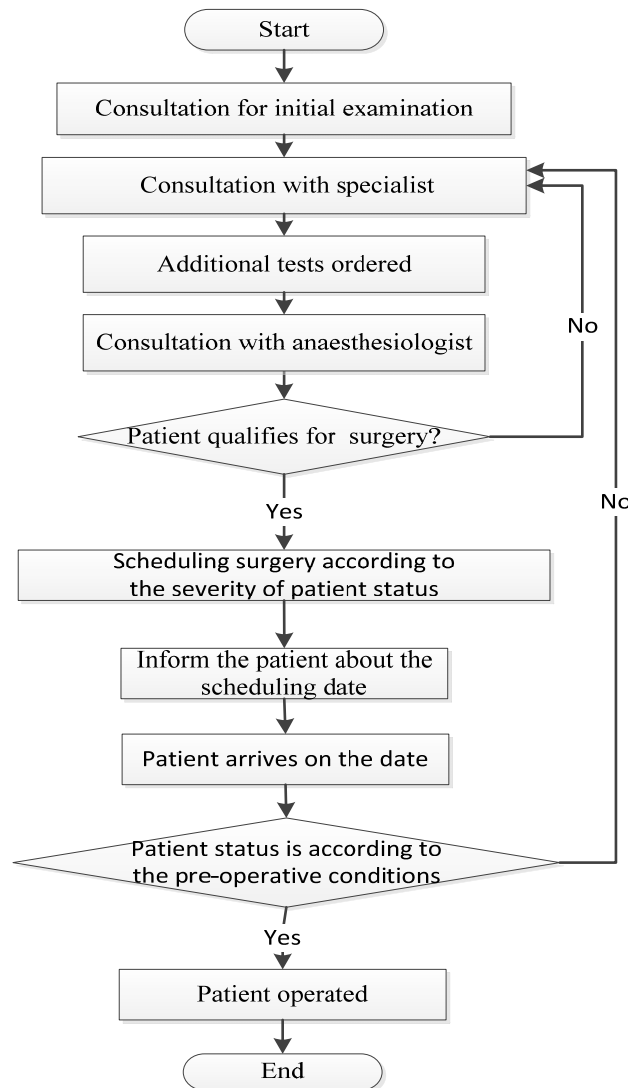 Start
Consultation for initial examination
Consultation with specialist
Additional tests ordered
Consultation with anaesthesiologist
No
Patient qualifies for surgery?
No
Yes
Scheduling surgery according to
the severity of patient status
Inform the patient about the
scheduling date
Patient arrives on the date
Patient status is according to
the pre-operative conditions
Yes
Patient operated
End